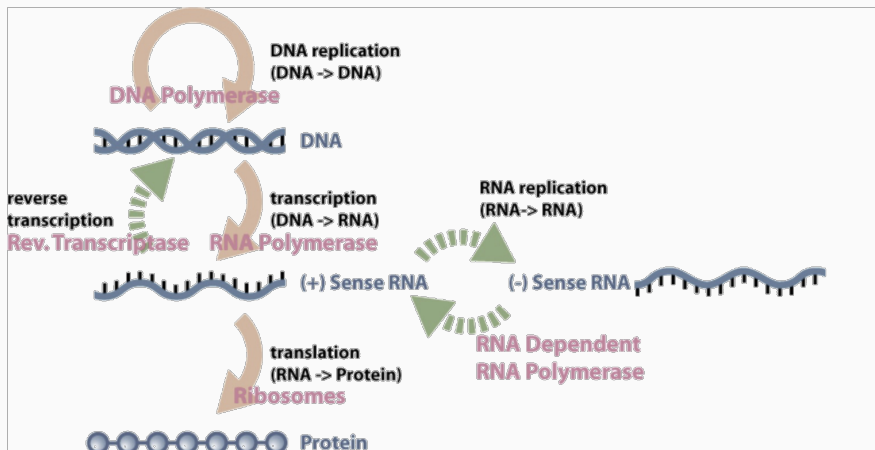 DNA replication
(DNA -> DNA)
DNA Polymerase
DNA
reverse
transcription
Rev. Transcriptase
transcription
(DNA -> RNA)
RNA Polymerase
RNA replication
(RNA-> RNA)
(+) Sense RNA
(-) Sense RNA
RNA Dependent
RNA Polymerase
translation
(RNA -> Protein)
Ribosomes
Protein